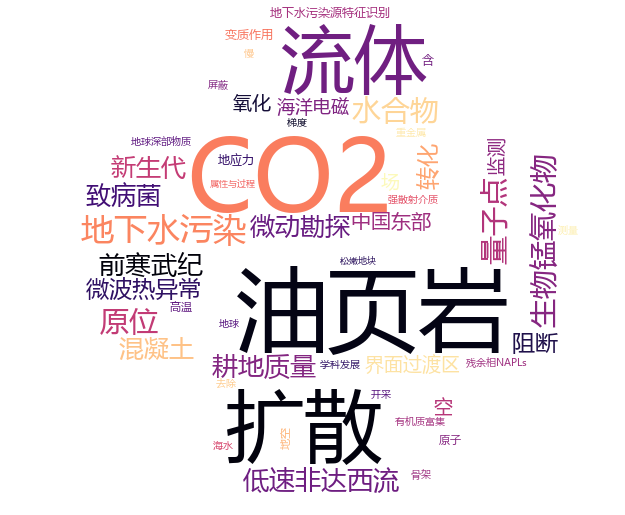 地下水污染源特征识别
变质作用
流体
慢
含
屏蔽
氧化
海洋电磁
水合物
梯度
重金属
地球深部物质
CO2
监测
地应力
转化
新生代
生物锰氧化物
属性与过程
场
致病菌
量子点
强散射介质
地下水污染
微动勘探
中国东部
前寒武纪
松嫩地块
微波热异常
油页岩
高温
原位
地球
阻断
混凝土
耕地质量
学科发展
界面过渡区
残余相NAPLs
去除
扩散
开采
空
有机质富集
海水
原子
低速非达西流
骨架